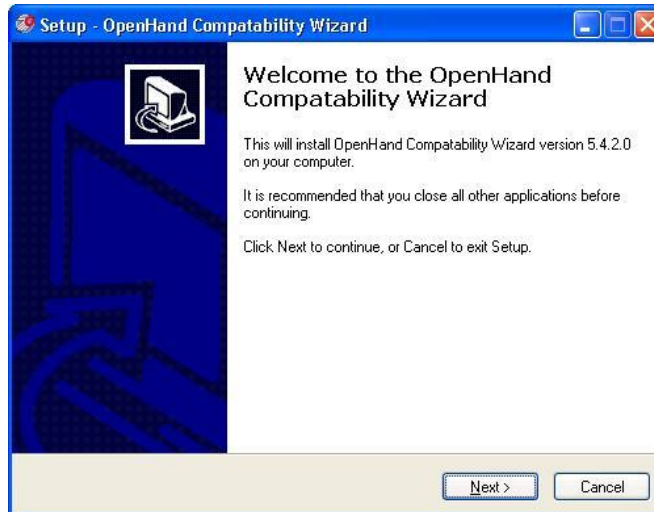 Setup - OpenHand Compatability Wizard
Welcome to the OpenHand
Compatability Wizard
This will install OpenHand Compatability Wizard version 5.4.2.0
on your computer.
It is recommended that you close all other applications before
continuing.
Click Next to continue, or Cancel to exit Setup.
Next >
Cancel